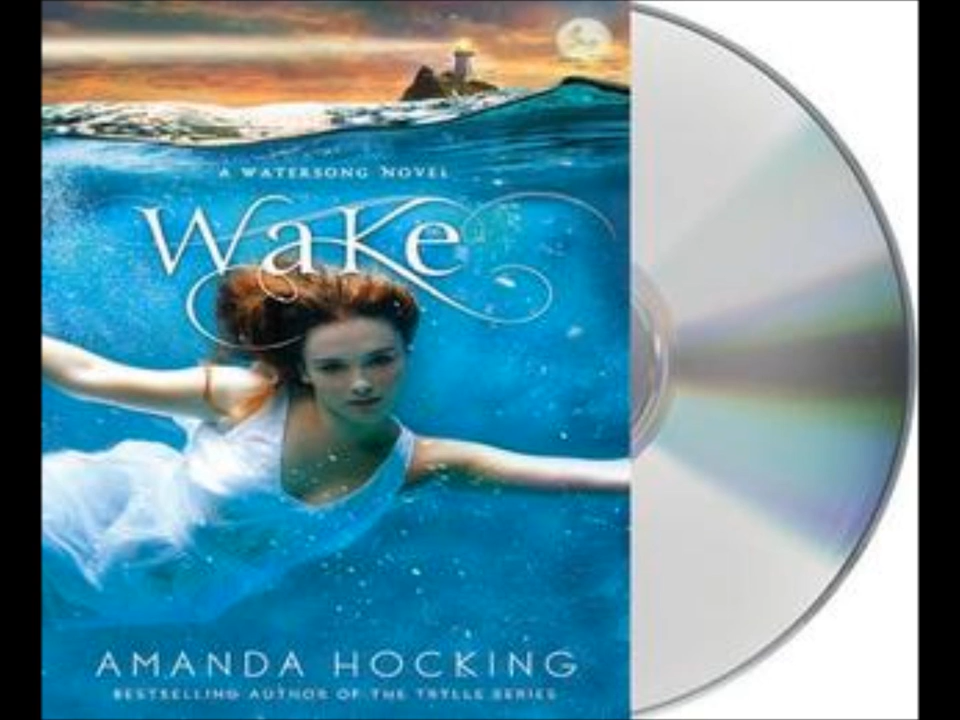 A WATERSONG NOVEL
Wake
AMANDA HOCKING
BESTSELLING AUTHOR OF THE TRYLLE SERIES